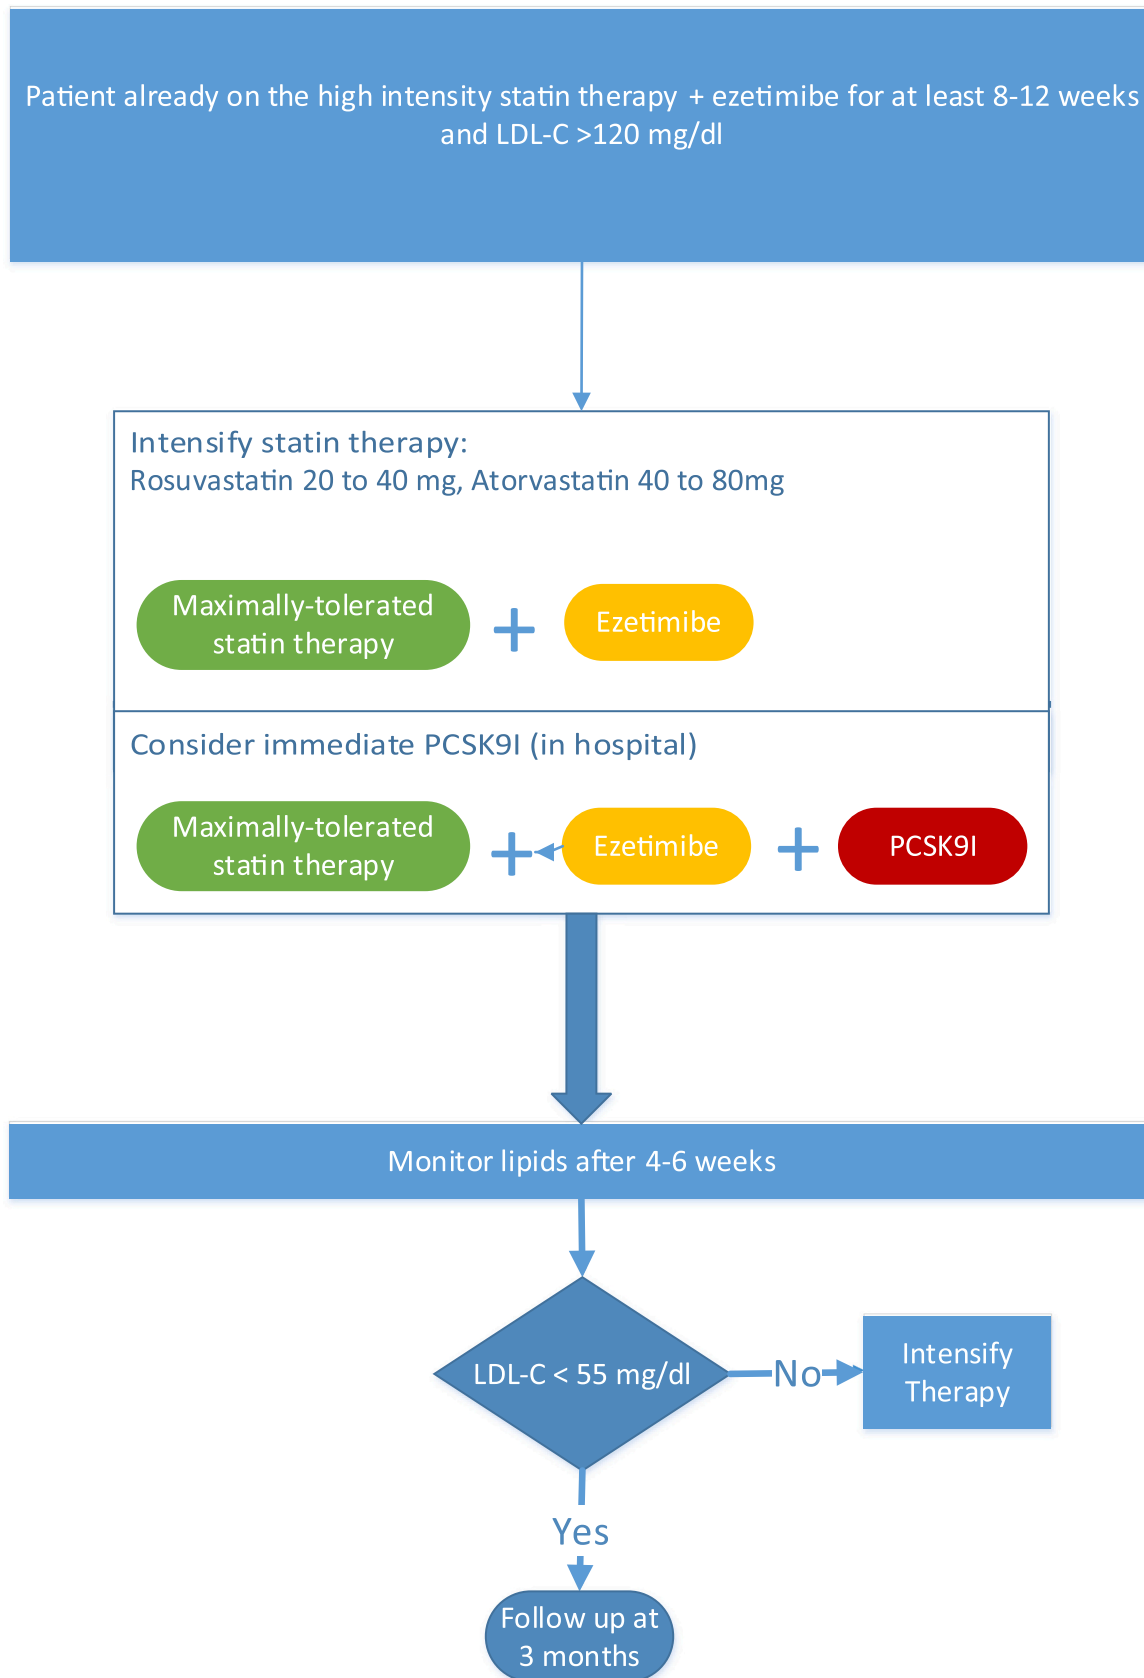 Patient already on the high intensity statin therapy + ezetimibe for at least 8-12 weeks
and LDL-C >120 mg/dl
Intensify statin therapy:
Rosuvastatin 20 to 40 mg, Atorvastatin 40 to 80mg
Maximally-tolerated
statin therapy
+
Ezetimibe
Consider immediate PCSK9I (in hospital)
Maximally-tolerated
statin therapy
+
Ezetimibe
+
PCSK9I
Monitor lipids after 4-6 weeks
LDL-C < 55 mg/dl
No
Intensify
Therapy
Yes
Follow up at
3 months